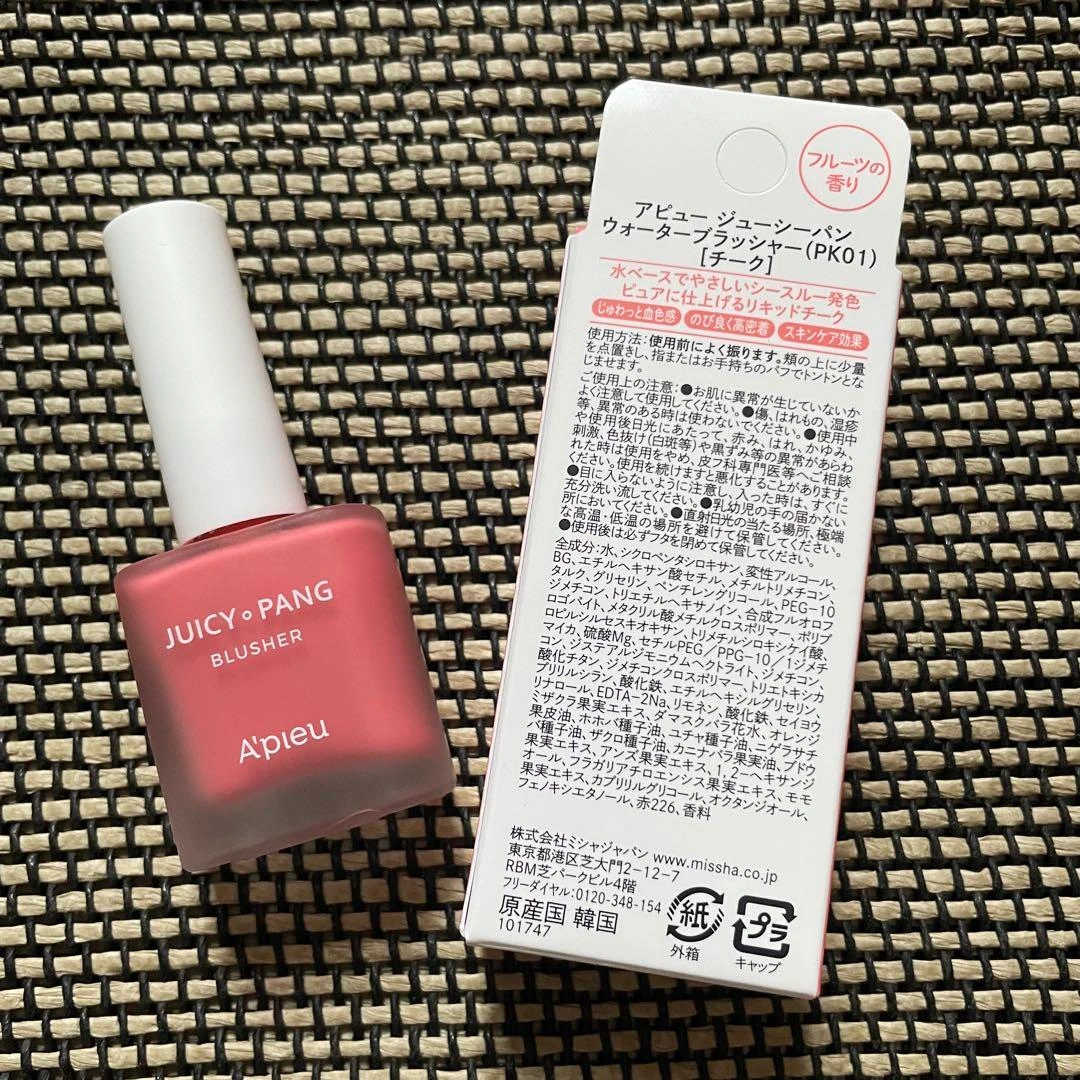 JUICY・PANG
BLUSHER
A'PIEU
フルーツの
香り
アピュー ジューシーパン
ウォーターブラッシャー(PK01)
[チーク]
水ベースでやさしいシースルー発色
ピュアに仕上げるリキッドチーク
じゅわっと血色感 のび良く高密着 スキンケア効果
使用方法:使用前によく振ります。頬の上に少量
を点置きし、指またはお手持ちのパフでトントンとな
じませます。
ご使用上の注意:●お肌に異常が生じていないか
よく注意して使用してください。●傷、はれもの、湿疹
等、異常のある時は使わないでください。●使用中
や使用後日光にあたって、赤み、はれ、かゆみ、
刺激、色抜け(白斑等)や黒ずみ等の異常があらわ
れた時は使用をやめ、皮フ科専門医等へご相談
ください。使用を続けますと悪化することがあります。
●目に入らないように注意し、入った時は、すぐに
充分洗い流してください。●乳幼児の手の届かない
所においてください。●直射日光の当たる場所、極端
な高温・低温の場所を避けて保管してください。
●使用後は必ずフタを閉めて保管してください。
全成分:水、シクロペンタシロキサン、変性アルコール、
BG、エチルヘキサン酸セチル、メチルトリメチコン、
タルク、グリセリン、ペンチレングリコール、PEG-10
ジメチコン、トリエチルヘキサノイン、合成フルオロフ
ロゴパイト、メタクリル酸メチルクロスポリマー、ポリプ
ロピルシルセスキオキサン、トリメチルシロキシケイ酸、
マイカ、硫酸Mg、セチルPEG/PPG-10/1ジメチ
コン、ジステアルジモニウムヘクトライト、ジメチコン、
酸化チタン、ジメチコンクロスポリマー、トリエトキシカ
プリリルシラン、酸化鉄、エチルヘキシルグリセリン、
リナロール、EDTA-2Na、リモネン、酸化鉄、セイヨウ
ミザクラ果実エキス、ダマスクバラ花水、オレンジ
果皮油、ホホバ種子油、ユチャ種子油、ニゲラサチ
バ種子油、ザクロ種子油、カニナバラ果実油、ブドウ
果実エキス、アンズ果実エキス、1,2-ヘキサンジ
オール、フラガリアチロエンシス果実エキス、モモ
果実エキス、カプリリルグリコール、オクタンジオール、
フェノキシエタノール、赤226、香料
株式会社ミシャジャパン www.missha.co.jp
東京都港区芝大門2-12-7
RBM芝パークビル4階
フリーダイヤル:0120-348-154
原産国 韓国
101747
紙
外箱
プラ
キャップ